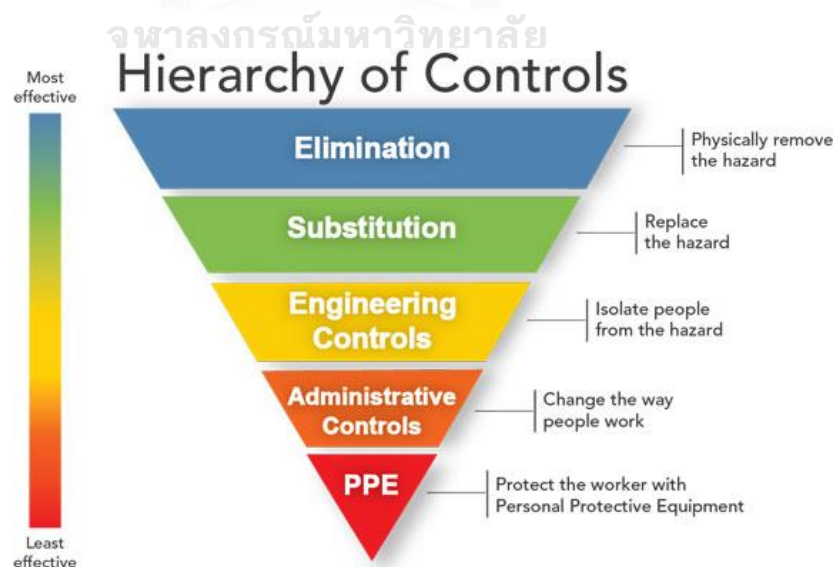 จุฬาลงกรณ์มหาวิทยาลัย
Hierarchy of Controls
Most
effective
Elimination
Physically remove
the hazard
Substitution
Replace
the hazard
Engineering
Controls
Isolate people
from the hazard
Administrative
Controls
Change the way
people work
PPE
Protect the worker with
Personal Protective Equipment
Least
effective